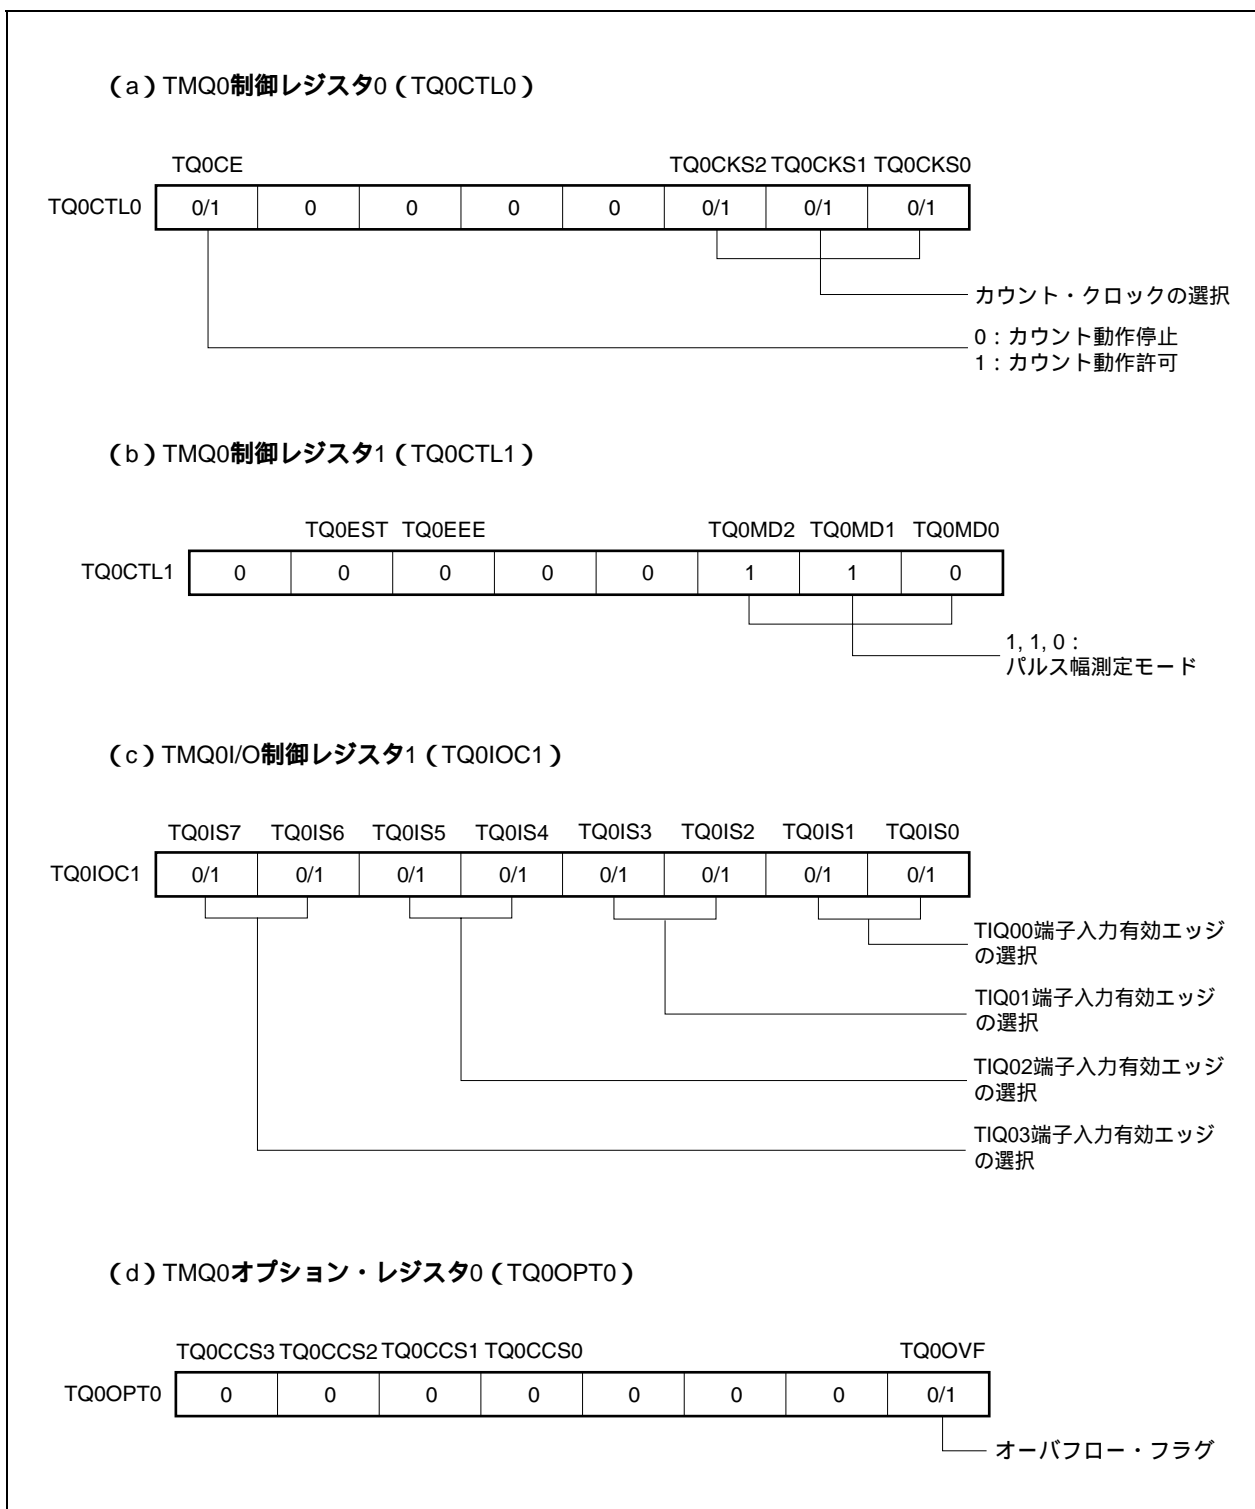 （a）TMQ0制御レジスタ0（TQ0CTL0）
TQ0CE TQ0CKS2 TQ0CKS1 TQ0CKS0
TQ0CTL0 0/1 0 0 0 0 0/1 0/1 0/1
カウント・クロックの選択
0：カウント動作停止
1：カウント動作許可
（b）TMQ0制御レジスタ1（TQ0CTL1）
TQ0EST TQ0EEE TQ0MD2 TQ0MD1 TQ0MD0
TQ0CTL1 0 0 0 0 0 1 1 0
1, 1, 0：
パルス幅測定モード
（c）TMQ0I/O制御レジスタ1（TQ0IOC1）
TQ0IS7 TQ0IS6 TQ0IS5 TQ0IS4 TQ0IS3 TQ0IS2 TQ0IS1 TQ0IS0
TQ0IOC1 0/1 0/1 0/1 0/1 0/1 0/1 0/1 0/1
TIQ00端子入力有効エッジ
の選択
TIQ01端子入力有効エッジ
の選択
TIQ02端子入力有効エッジ
の選択
TIQ03端子入力有効エッジ
の選択
（d）TMQ0オプション・レジスタ0（TQ0OPT0）
TQ0CCS3 TQ0CCS2 TQ0CCS1 TQ0CCS0 TQ0OVF
TQ0OPT0 0 0 0 0 0 0 0 0/1
オーバフロー・フラグ